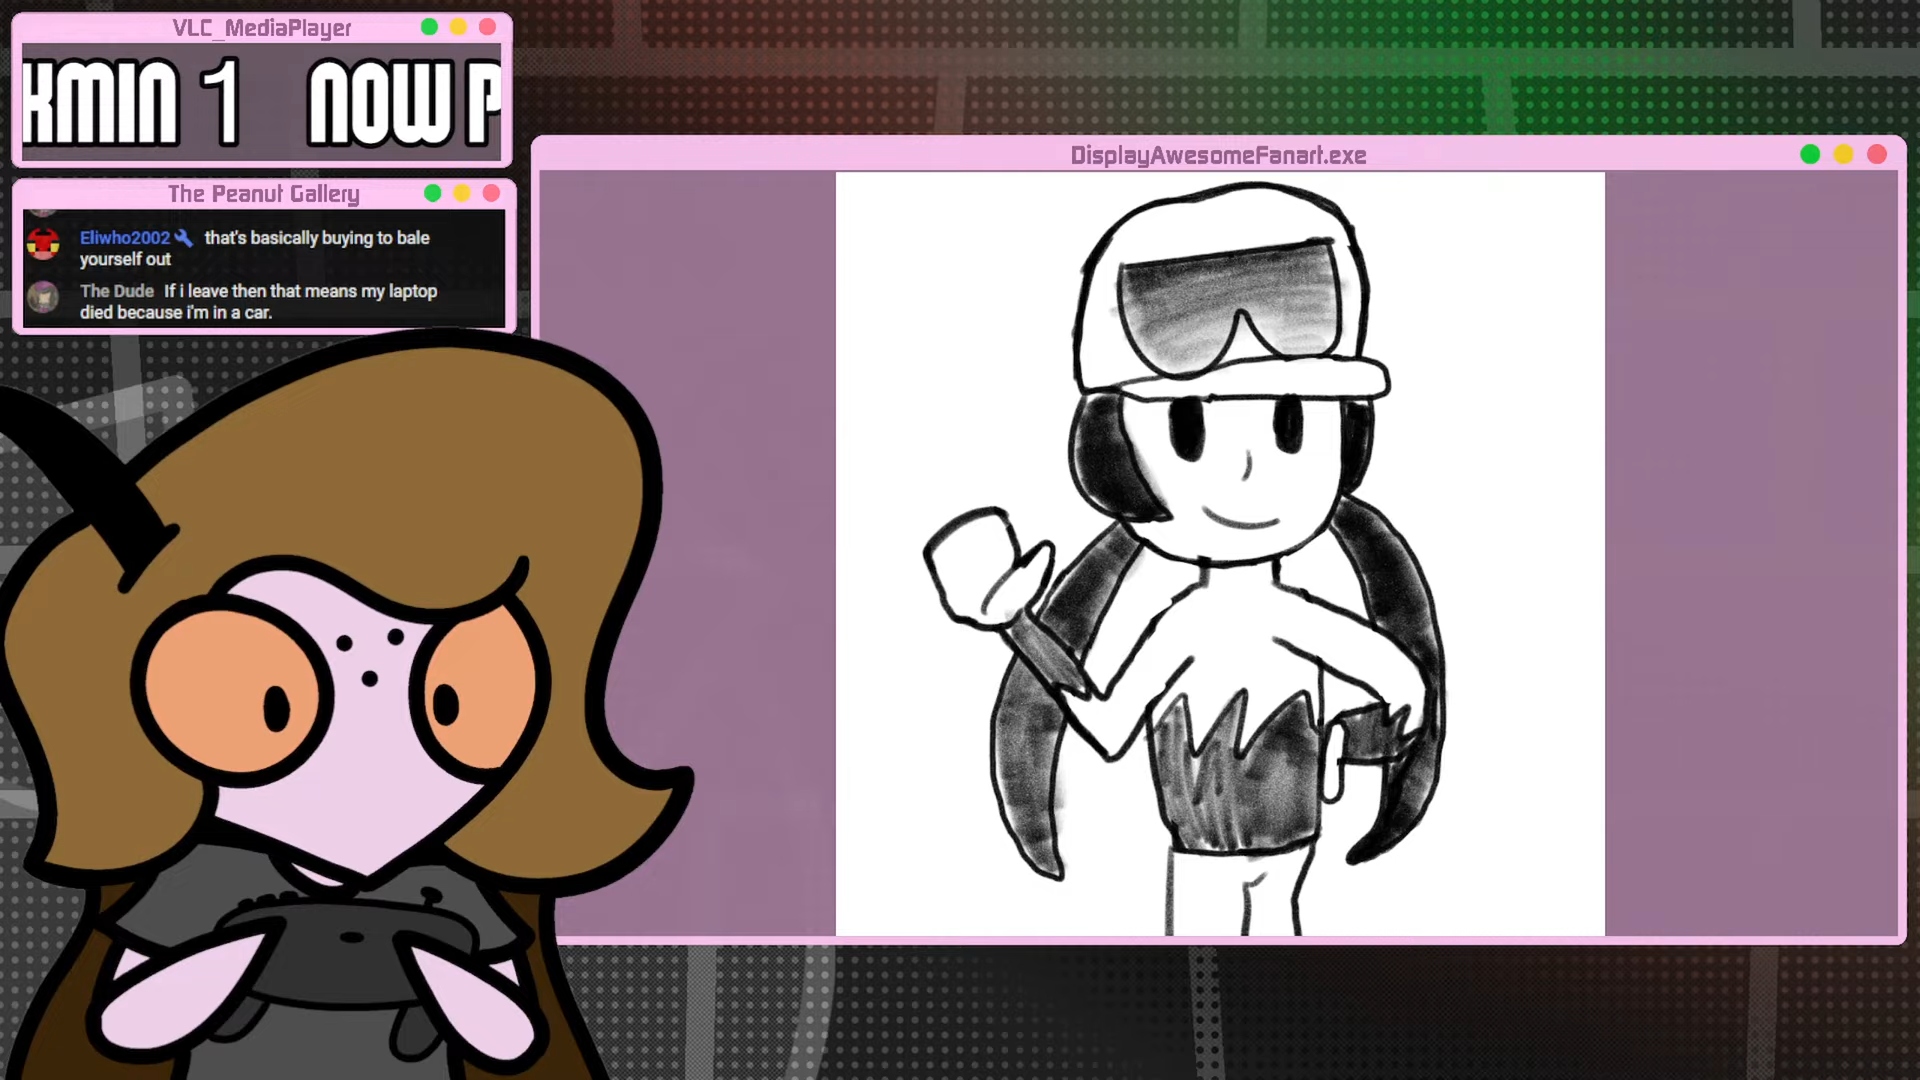 VLC_MediaPlayer
KMIN 1 NOW P
The Peanut Gallery
Eliwho2002 that's basically buying to bale
yourself out
The Dude If i leave then that means my laptop
died because i'm in a car.
DisplayAwesomeFanart.exe